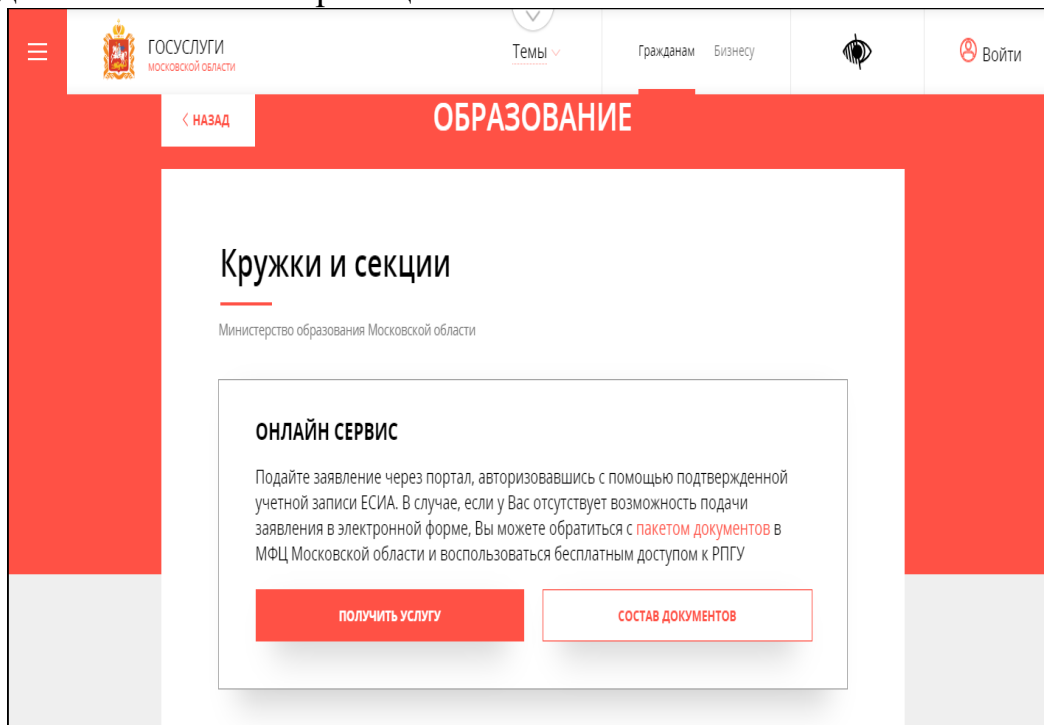 ГОСУСЛУГИ
МОСКОВСКОЙ ОБЛАСТИ
Темы
Гражданам
Бизнесу
Войти
НАЗАД
ОБРАЗОВАНИЕ
Кружки и секции
Министерство образования Московской области
ОНЛАЙН СЕРВИС
Подайте заявление через портал, авторизовавшись с помощью подтвержденной
учетной записи ЕСИА. В случае, если у Вас отсутствует возможность подачи
заявления в электронной форме, Вы можете обратиться с пакетом документов в
МФЦ Московской области и воспользоваться бесплатным доступом к РПГУ
ПОЛУЧИТЬ УСЛУГУ
СОСТАВ ДОКУМЕНТОВ